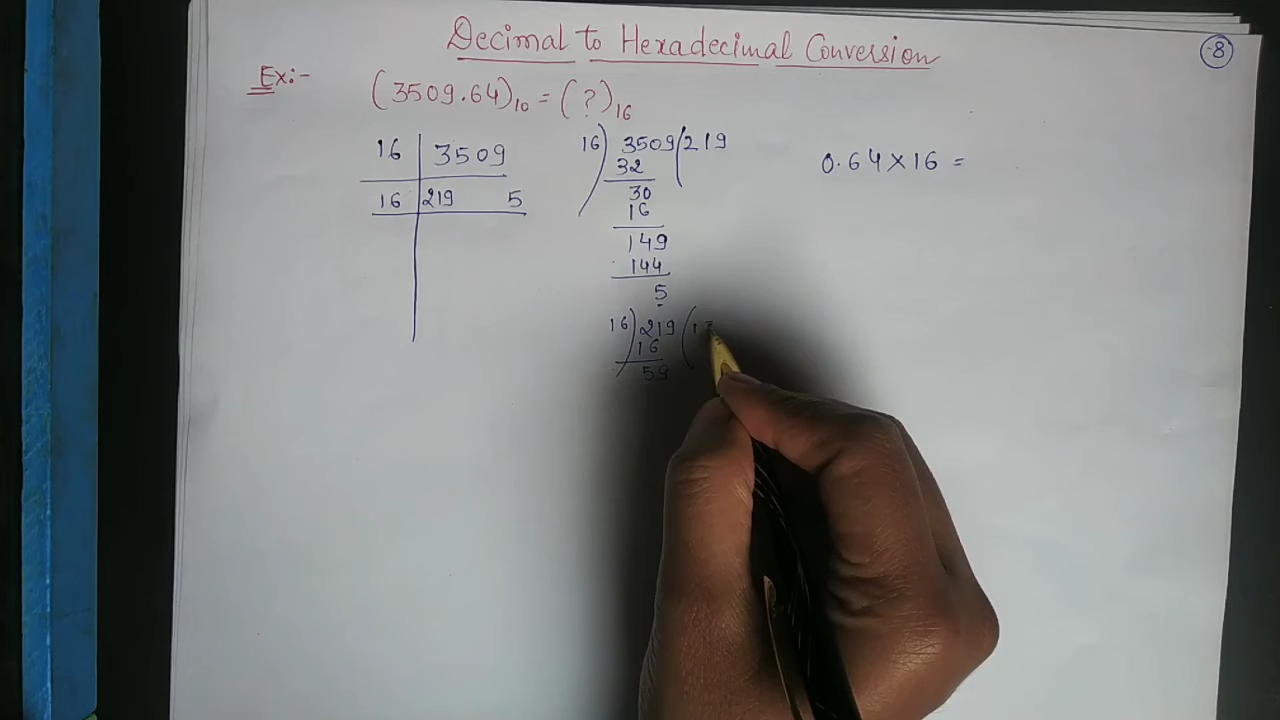 Decimal to Hexadecimal Conversion
8
Ex:-
(3509.64)10 = (?)16
16 3509
16 219 5
16) 3509 (219
32
30
16
149
144
5
16) 219 (1
16
59
0.64×16 =